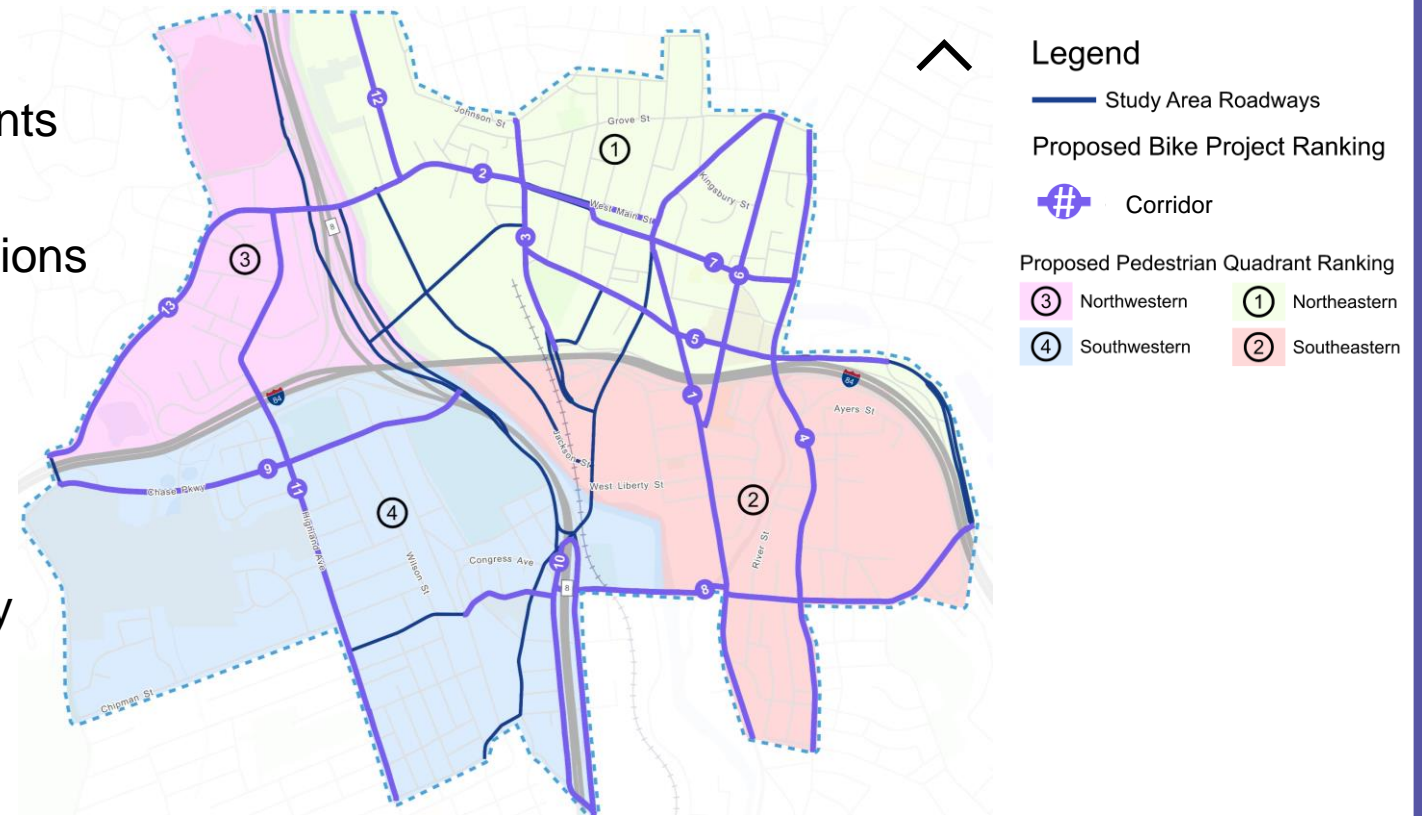 nts
ions
y
Legend
Study Area Roadways
Proposed Bike Project Ranking
# Corridor
Proposed Pedestrian Quadrant Ranking
3 Northwestern
1 Northeastern
4 Southwestern
2 Southeastern
12
Johnson St
Grove St
1
2
Kingsbury St
West Main St
8
3
3
7
6
13
5
84
84
1
Ayers St
4
Jackson St
9
Chase Pkwy
11
West Liberty St
2
4
Highland Ave
River St
Wilson St
Congress Ave
10
8
8
Chipman St